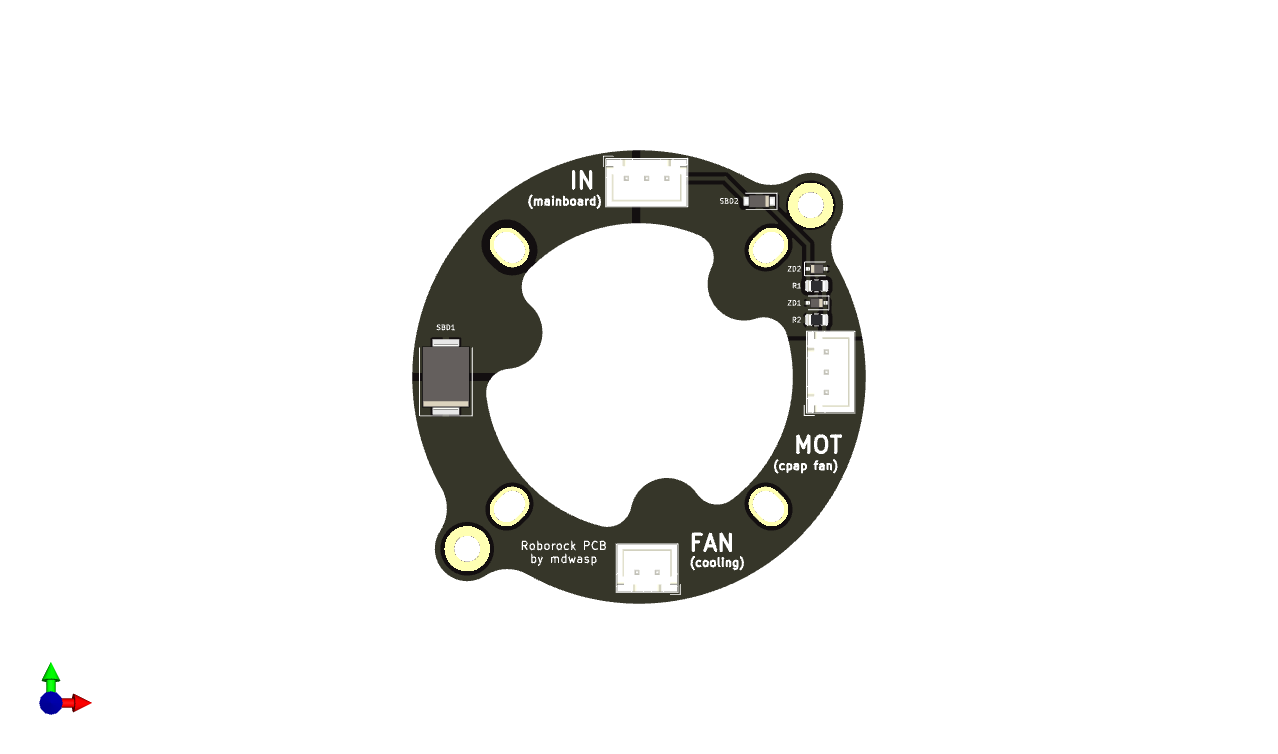 IN
(mainboard)
SBD2
ZD2
R1
ZD1
R2
SBD1
MOT
(cpap fan)
FAN
(cooling)
Roborock PCB
by mdwasp